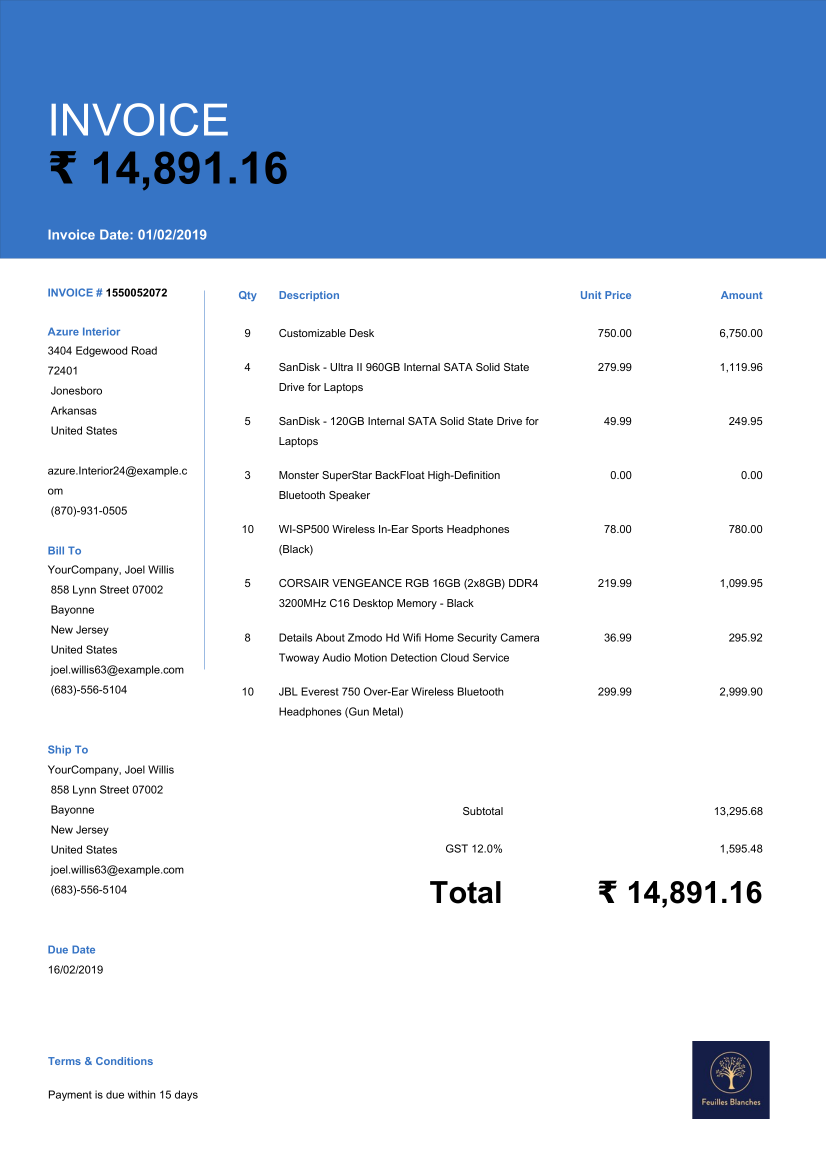 INVOICE
₹ 14,891.16
Invoice Date: 01/02/2019
INVOICE # 1550052072
Azure Interior
3404 Edgewood Road
72401
Jonesboro
Arkansas
United States
azure.Interior24@example.c
om
(870)-931-0505
Bill To
YourCompany, Joel Willis
858 Lynn Street 07002
Bayonne
New Jersey
United States
joel.willis63@example.com
(683)-556-5104
Ship To
YourCompany, Joel Willis
858 Lynn Street 07002
Bayonne
New Jersey
United States
joel.willis63@example.com
(683)-556-5104
Due Date
16/02/2019
Qty Description Unit Price Amount
9 Customizable Desk 750.00 6,750.00
4 SanDisk - Ultra II 960GB Internal SATA Solid State 279.99 1,119.96
Drive for Laptops
5 SanDisk - 120GB Internal SATA Solid State Drive for 49.99 249.95
Laptops
3 Monster SuperStar BackFloat High-Definition 0.00 0.00
Bluetooth Speaker
10 WI-SP500 Wireless In-Ear Sports Headphones 78.00 780.00
(Black)
5 CORSAIR VENGEANCE RGB 16GB (2x8GB) DDR4 219.99 1,099.95
3200MHz C16 Desktop Memory - Black
8 Details About Zmodo Hd Wifi Home Security Camera 36.99 295.92
Twoway Audio Motion Detection Cloud Service
10 JBL Everest 750 Over-Ear Wireless Bluetooth 299.99 2,999.90
Headphones (Gun Metal)
Subtotal 13,295.68
GST 12.0% 1,595.48
Total ₹ 14,891.16
Terms & Conditions
Payment is due within 15 days
Feuilles Blanches